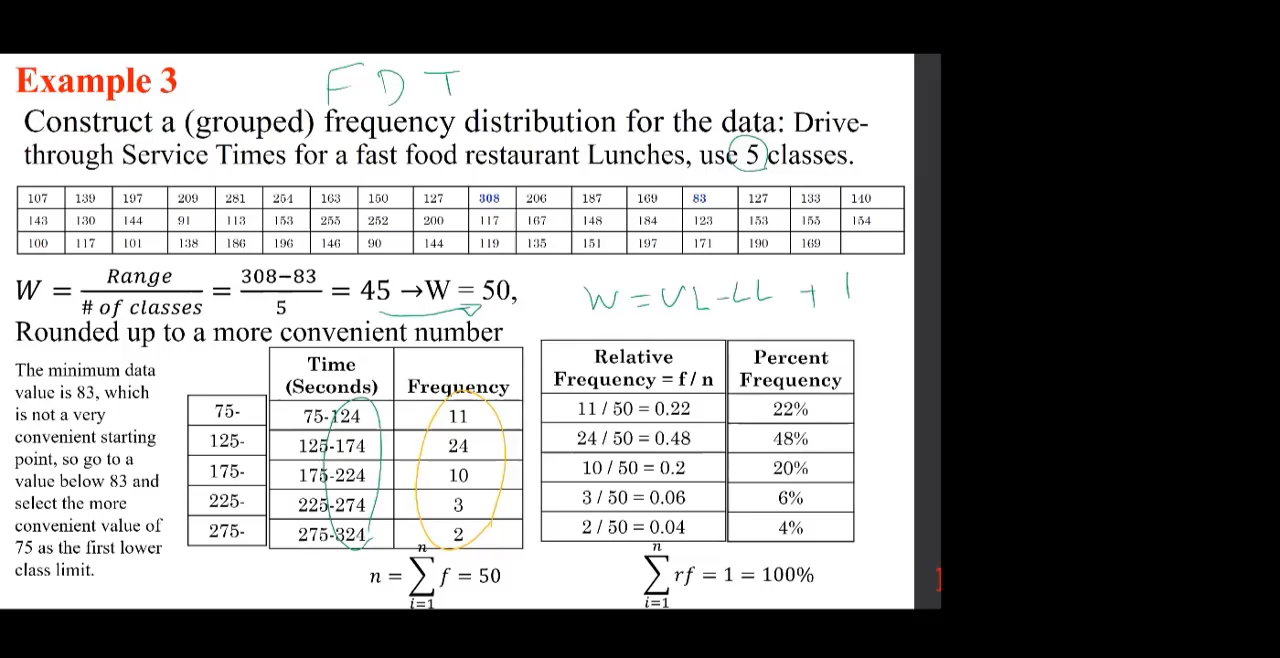 Example 3
F D T
Construct a (grouped) frequency distribution for the data: Drive-
through Service Times for a fast food restaurant Lunches, use 5 classes.
107 139 197 209 281 254 163 150 127 308 206 187 169 83 127 133 140
143 130 144 91 113 153 255 252 200 117 167 148 184 123 153 155 154
100 117 101 138 186 196 146 90 144 119 135 151 197 171 190 169
W = Range / # of classes = 308−83 / 5 = 45 →W = 50,
W = UL - LL + 1
Rounded up to a more convenient number
The minimum data
value is 83, which
is not a very
convenient starting
point, so go to a
value below 83 and
select the more
convenient value of
75 as the first lower
class limit.
75-
125-
175-
225-
275-
Time
(Seconds) Frequency
75-124 11
125-174 24
175-224 10
225-274 3
275-324 2
n = n ∑ i=1 f = 50
Relative Percent
Frequency = f / n Frequency
11 / 50 = 0.22 22%
24 / 50 = 0.48 48%
10 / 50 = 0.2 20%
3 / 50 = 0.06 6%
2 / 50 = 0.04 4%
n ∑ i=1 rf = 1 = 100%